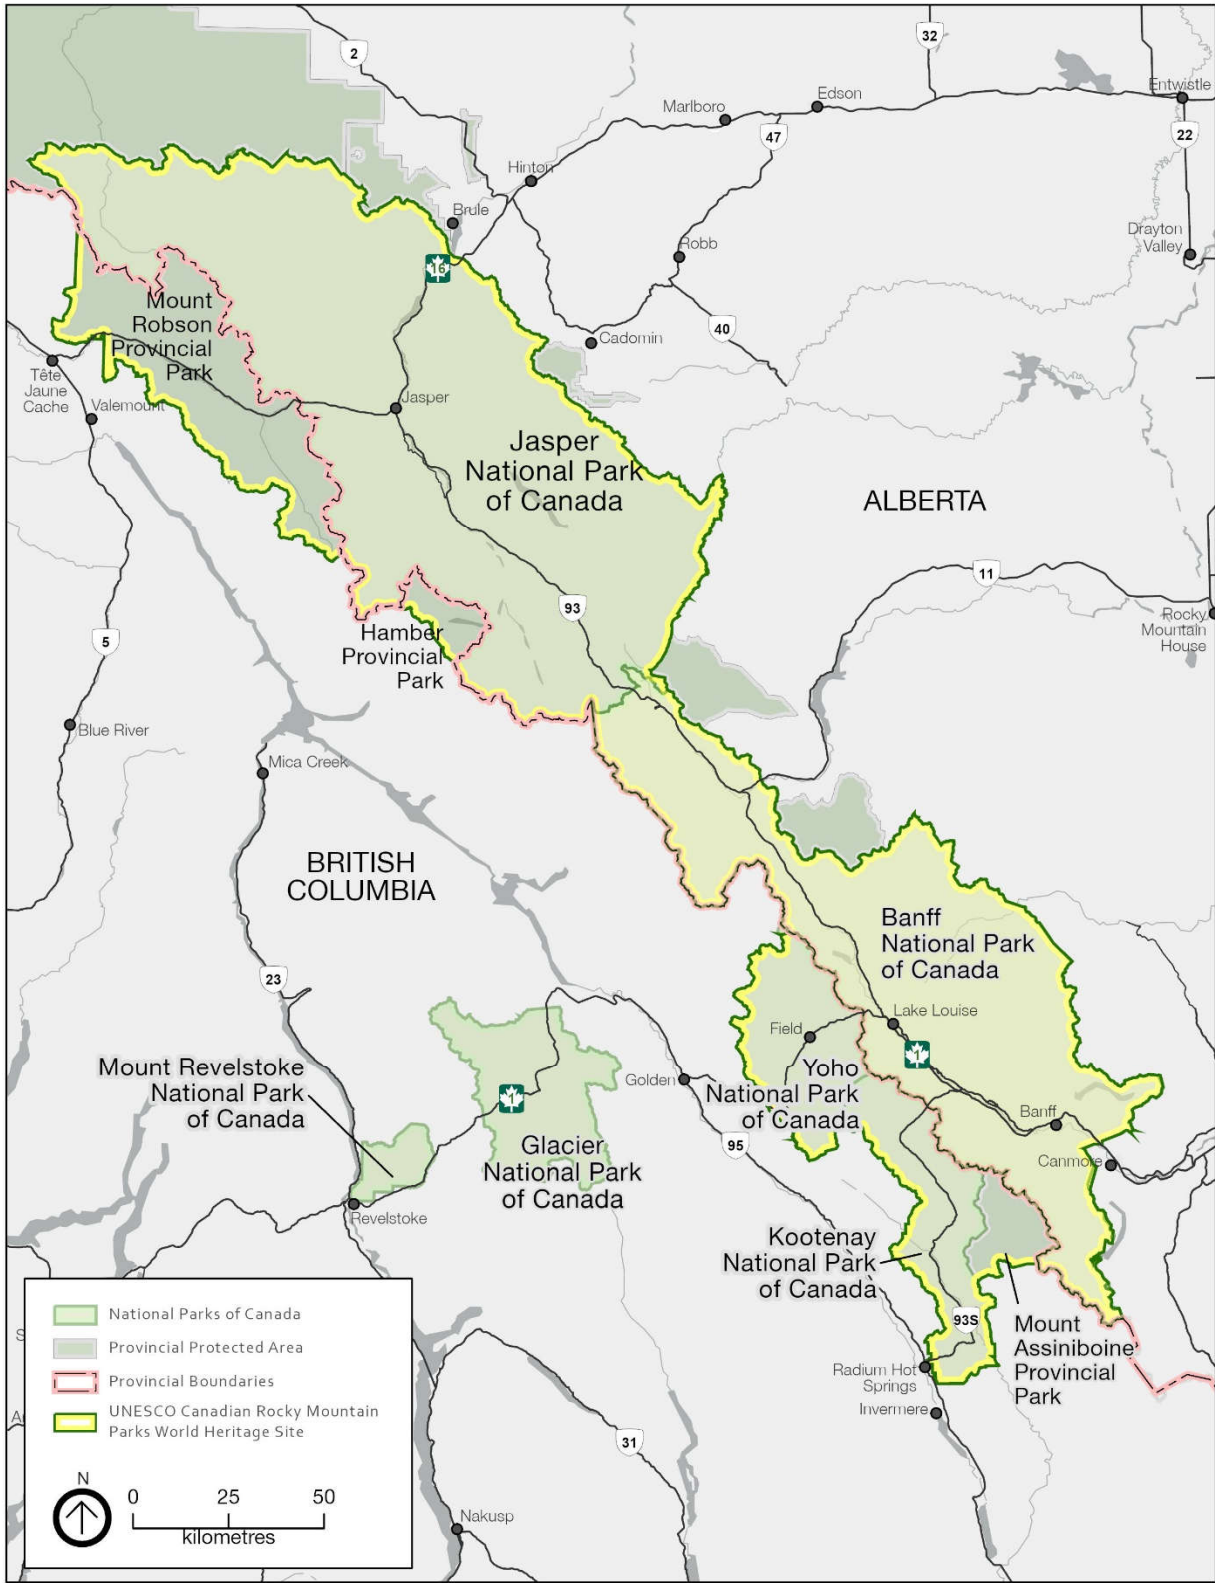 2
32
Entwistle
Edson
Marlboro
47
22
Hinton
Brule
Drayton
Valley
Robb
16
Mount
Robson
Provincial
Park
40
Cadomin
Tête
Jaune
Cache
Valemount
Jasper
Jasper
National Park
of Canada
ALBERTA
11
93
Rocky
Mountain
House
5
Hamber
Provincial
Park
Blue River
Mica Creek
BRITISH
COLUMBIA
Banff
National Park
of Canada
23
Lake Louise
Field
1
Mount Revelstoke
National Park
of Canada
Golden
Yoho
National Park
of Canada
1
Banff
95
Glacier
National Park
of Canada
Canmore
Revelstoke
Kootenay
National Park
of Canada
93S
Mount
Assiniboine
Provincial
Park
Radium Hot
Springs
Invermere
31
Nakusp
National Parks of Canada
Provincial Protected Area
Provincial Boundaries
UNESCO Canadian Rocky Mountain
Parks World Heritage Site
N
0 25 50
kilometres